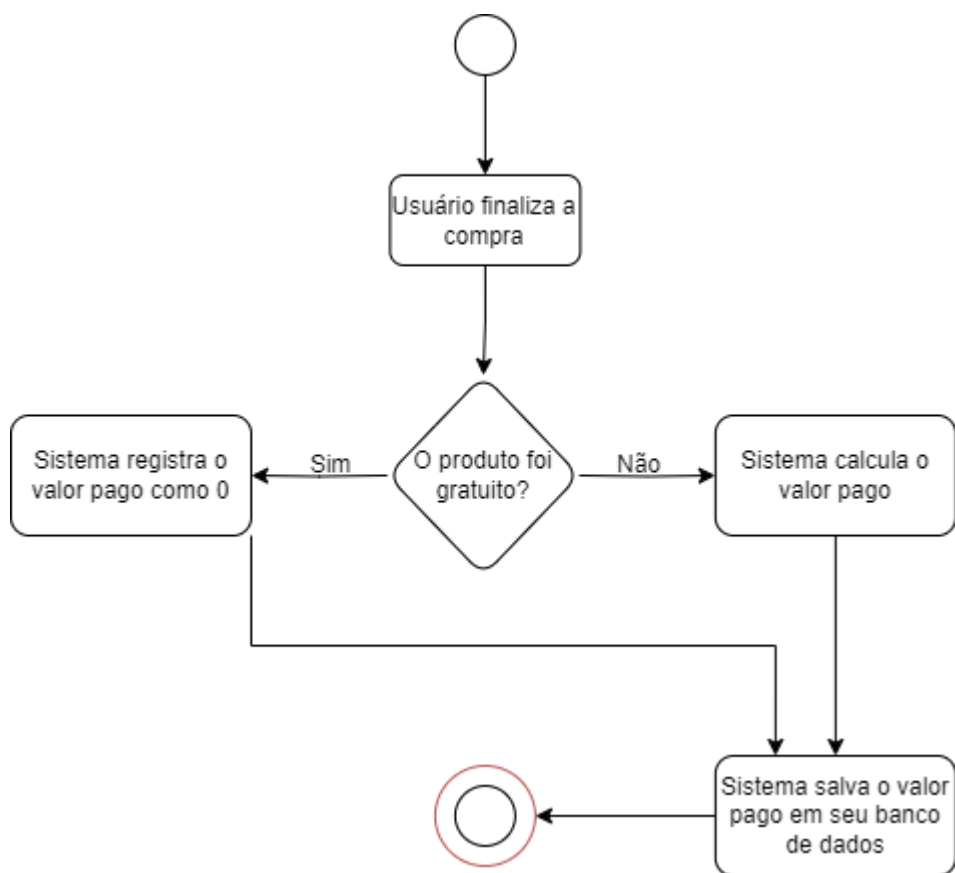 Usuário finaliza a
compra
O produto foi
gratuito?
Sim
Não
Sistema registra o
valor pago como 0
Sistema calcula o
valor pago
Sistema salva o valor
pago em seu banco
de dados